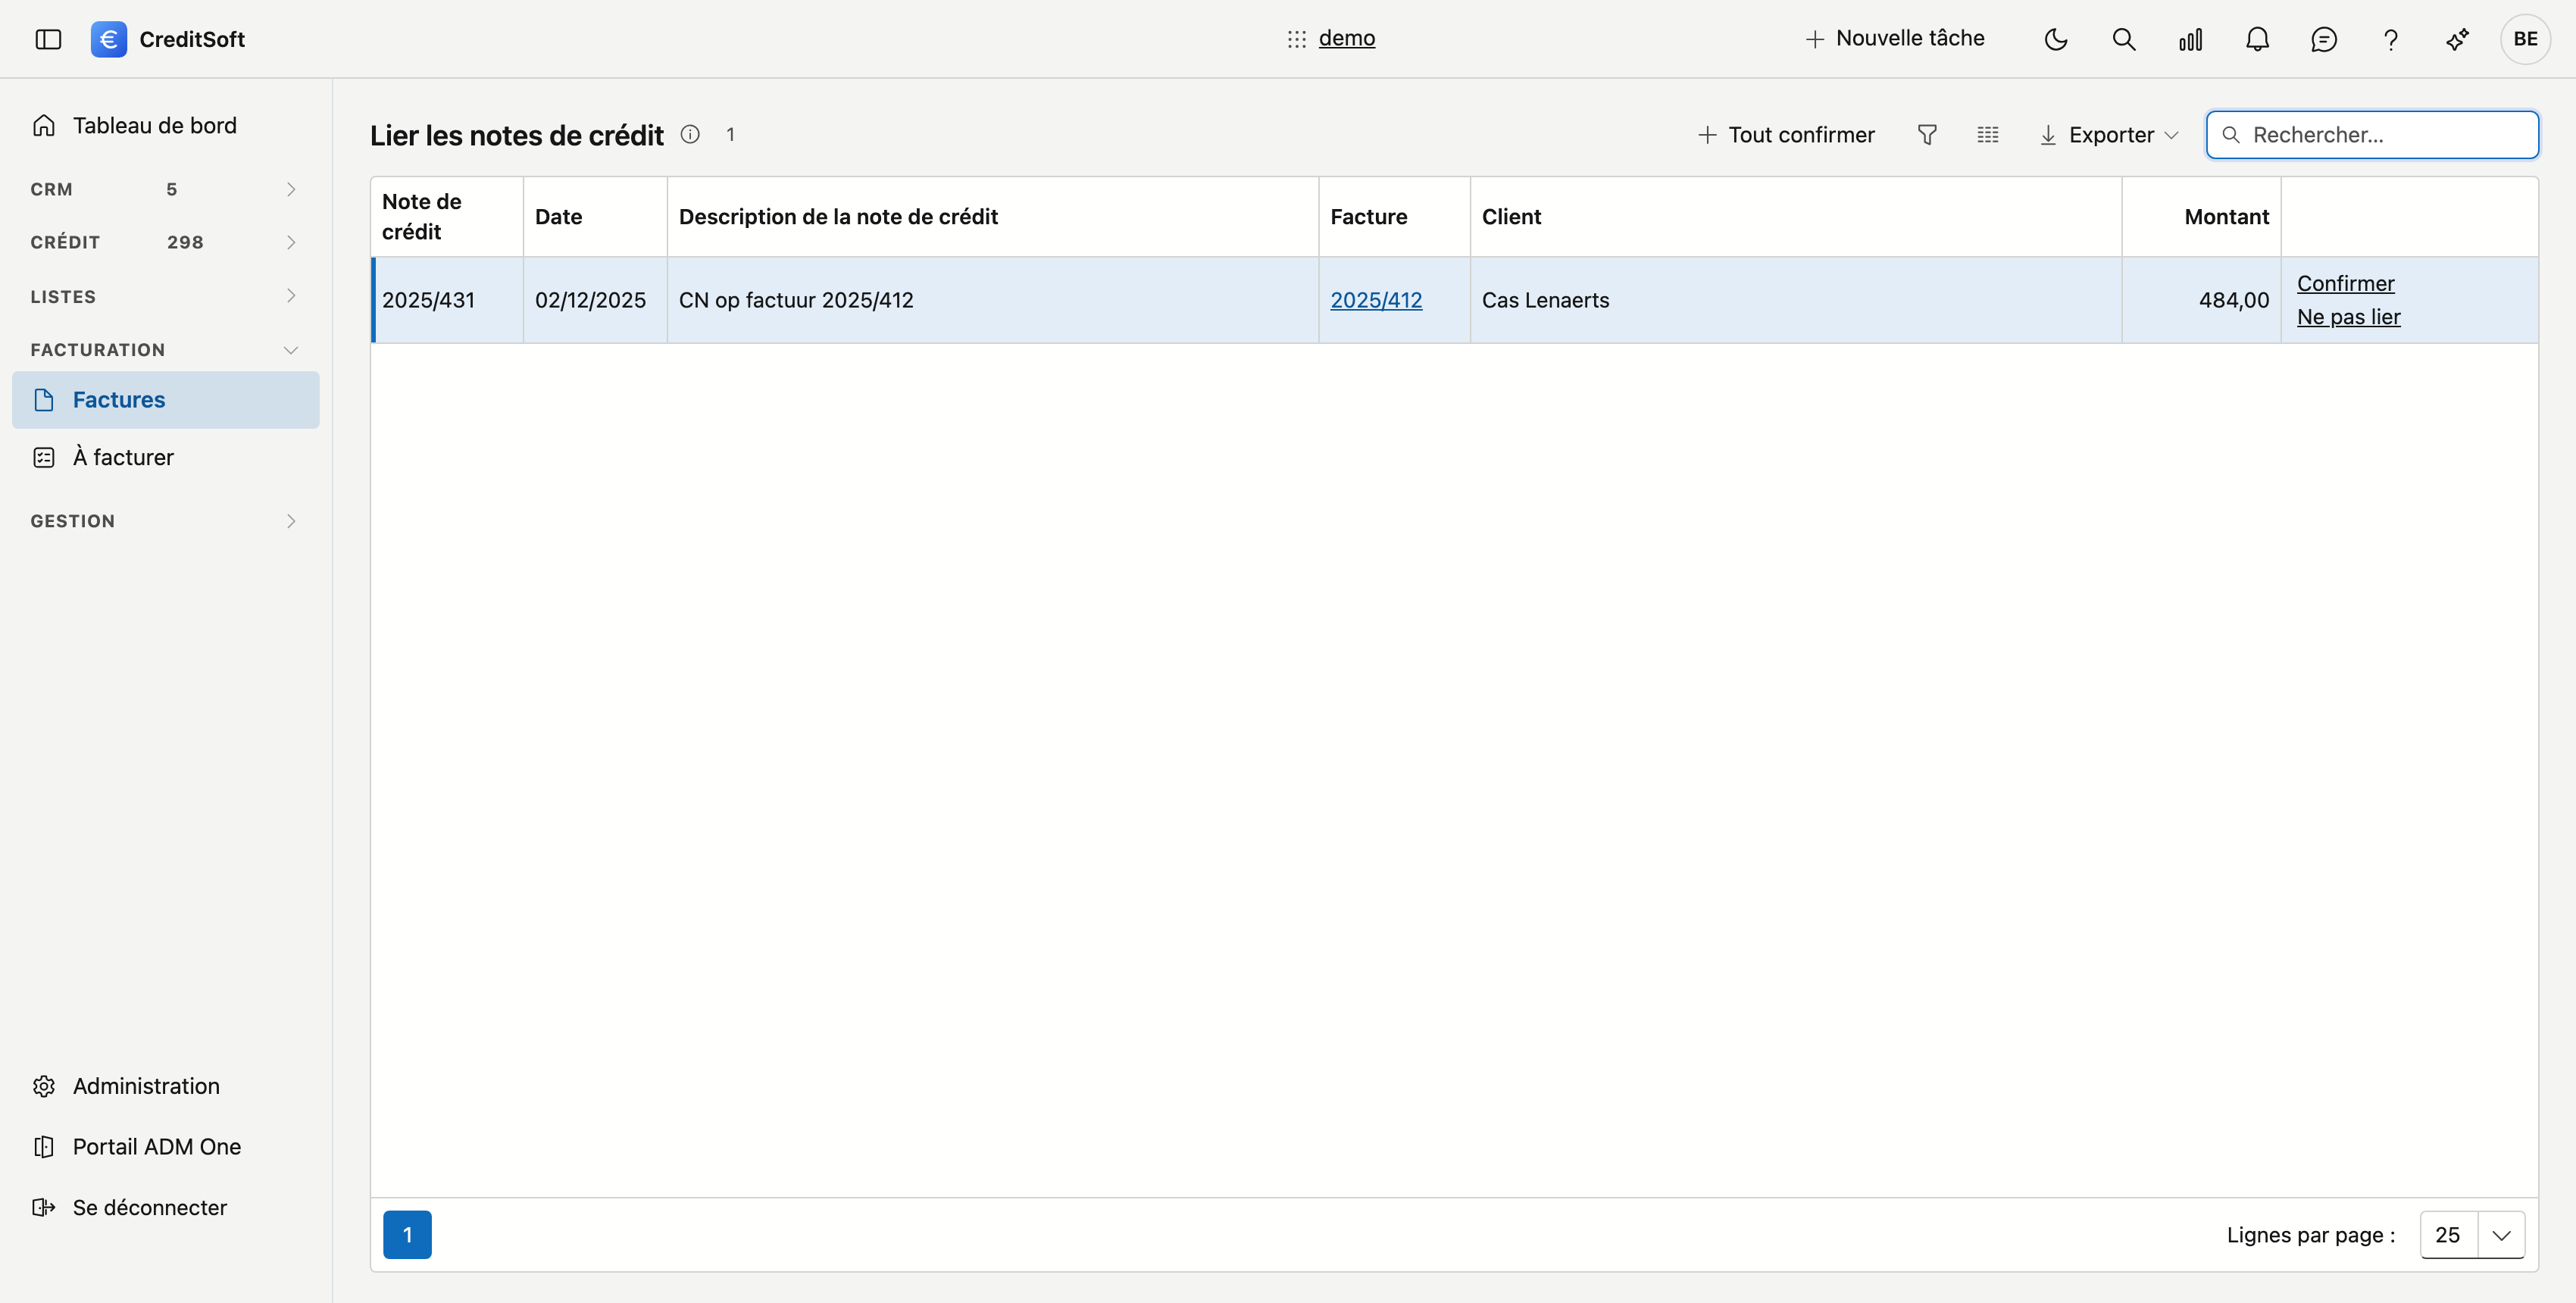 CreditSoft
demo
Nouvelle tâche
BE
Tableau de bord
CRM 5
CRÉDIT 298
LISTES
FACTURATION
Factures
À facturer
GESTION
Administration
Portail ADM One
Se déconnecter
Lier les notes de crédit 1
Tout confirmer
Exporter
Rechercher...
Note de crédit Date Description de la note de crédit Facture Client Montant
2025/431 02/12/2025 CN op factuur 2025/412 2025/412 Cas Lenaerts 484,00
Confirmer
Ne pas lier
1
Lignes par page : 25